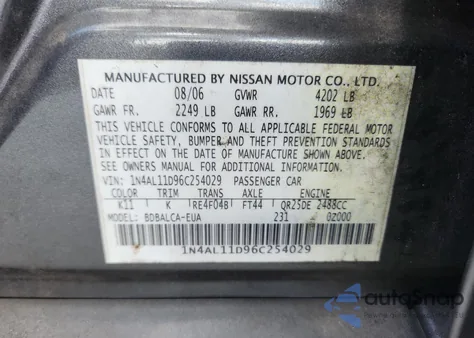 MANUFACTURED BY NISSAN MOTOR CO., LTD.
DATE 08/06 GVWR 4202 LB
GAWR FR. 2249 LB GAWR RR. 1969 LB
THIS VEHICLE CONFORMS TO ALL APPLICABLE FEDERAL MOTOR
VEHICLE SAFETY, BUMPER AND THEFT PREVENTION STANDARDS
IN EFFECT ON THE DATE OF MANUFACTURE SHOWN ABOVE.
SEE OWNERS MANUAL FOR ADDITIONAL INFORMATION
VIN: 1N4AL11D96C254029 PASSENGER CAR
COLOR TRIM TRANS AXLE ENGINE
K11 K RE4F04B FT44 QR25DE 2488CC
MODEL: BDBALCA-EUA 231 02000
1N4AL11D96C254029
autoSnap